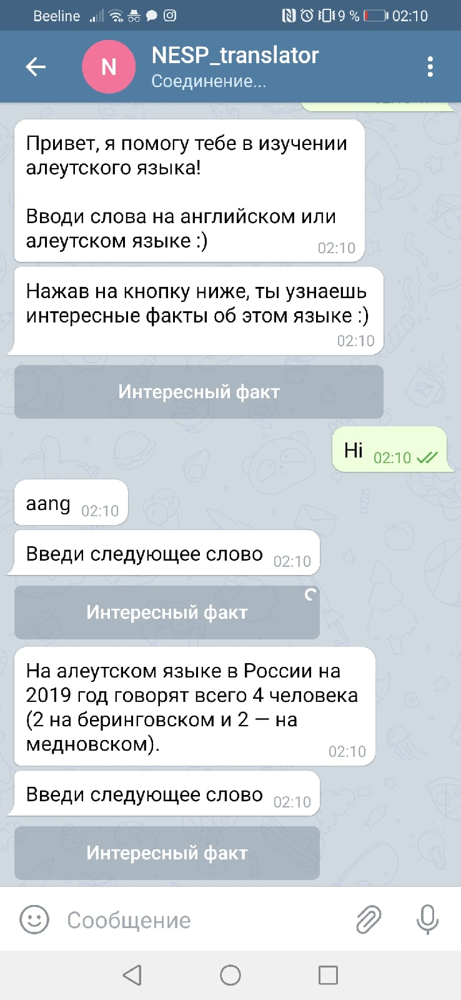 Beeline 9 % 02:10
N
NESP_translator
Соединение...
Привет, я помогу тебе в изучении
алеутского языка!
Вводи слова на английском или
алеутском языке :)
02:10
Нажав на кнопку ниже, ты узнаешь
интересные факты об этом языке :)
02:10
Интересный факт
Hi 02:10
aang 02:10
Введи следующее слово 02:10
Интересный факт
На алеутском языке в России на
2019 год говорят всего 4 человека
(2 на беринговском и 2 — на
медновском).
02:10
Введи следующее слово 02:10
Интересный факт
Сообщение